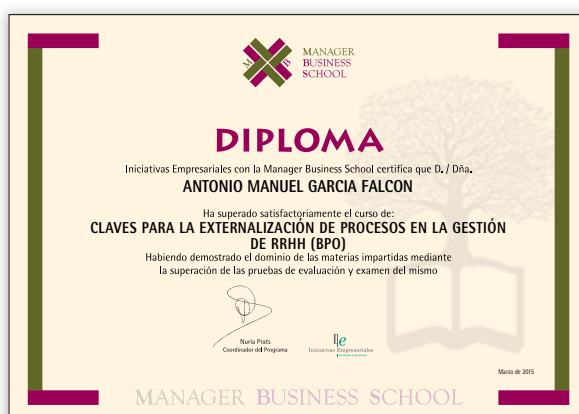 M B
MANAGER
BUSINESS
SCHOOL
DIPLOMA
Iniciativas Empresariales con la Manager Business School certifica que D. / Dña.
ANTONIO MANUEL GARCIA FALCON
Ha superado satisfactoriamente el curso de:
CLAVES PARA LA EXTERNALIZACIÓN DE PROCESOS EN LA GESTIÓN
DE RRHH (BPO)
Habiendo demostrado el dominio de las materias impartidas mediante
la superación de las pruebas de evaluación y examen del mismo
Nuria Prats
Coordinador del Programa
Iniciativas Empresariales
Marzo de 2015
MANAGER BUSINESS SCHOOL